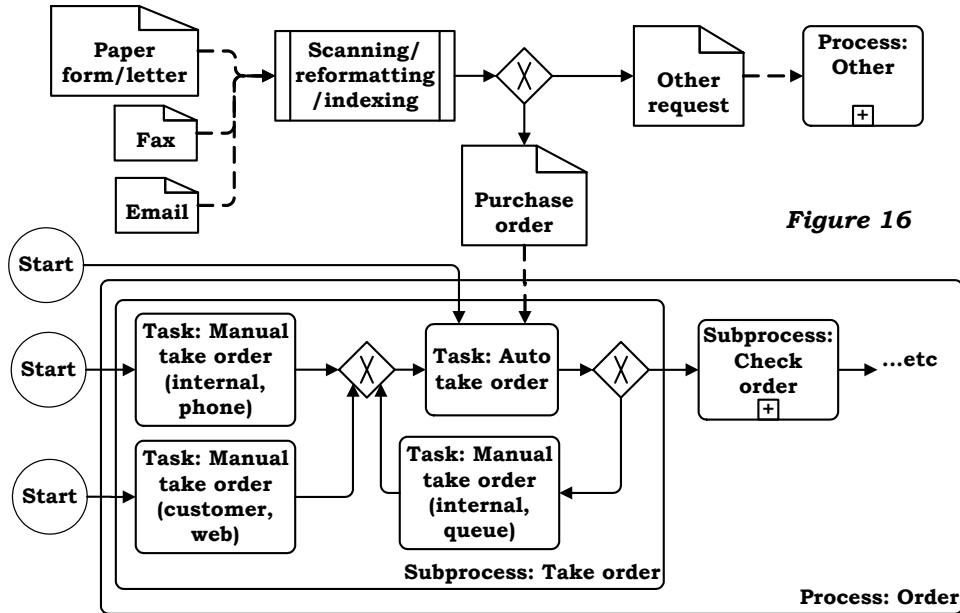 Paper
form/letter
Fax
Email
Scanning/
reformatting
/indexing
X
Other
request
Process:
Other
+
Purchase
order
Figure 16
Start
Start
Start
Task: Manual
take order
(internal,
phone)
X
Task: Auto
take order
X
Subprocess:
Check
order
+
...etc
Task: Manual
take order
(customer,
web)
Task: Manual
take order
(internal,
queue)
Subprocess: Take order
Process: Order